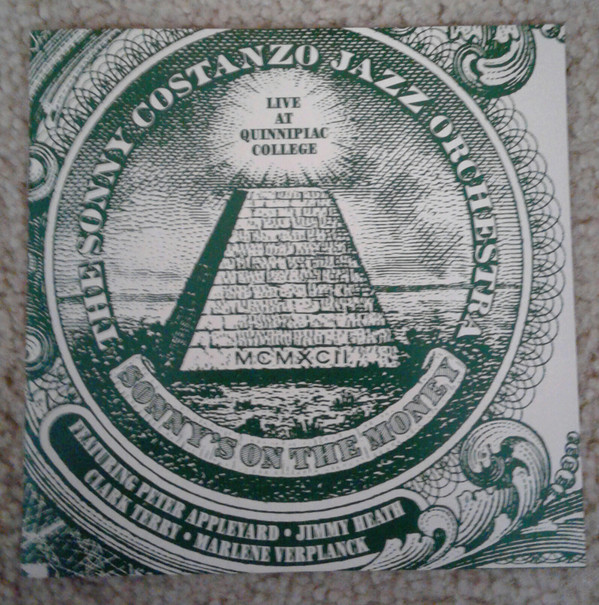 THE SONNY COSTANZO JAZZ ORCHESTRA
LIVE
AT
QUINNIPIAC
COLLEGE
MCMXCII
SONNY'S ON THE MONEY
FEATURING PETER APPLEYARD • JIMMY HEATH
CLARK TERRY • MARLENE VERPLANCK